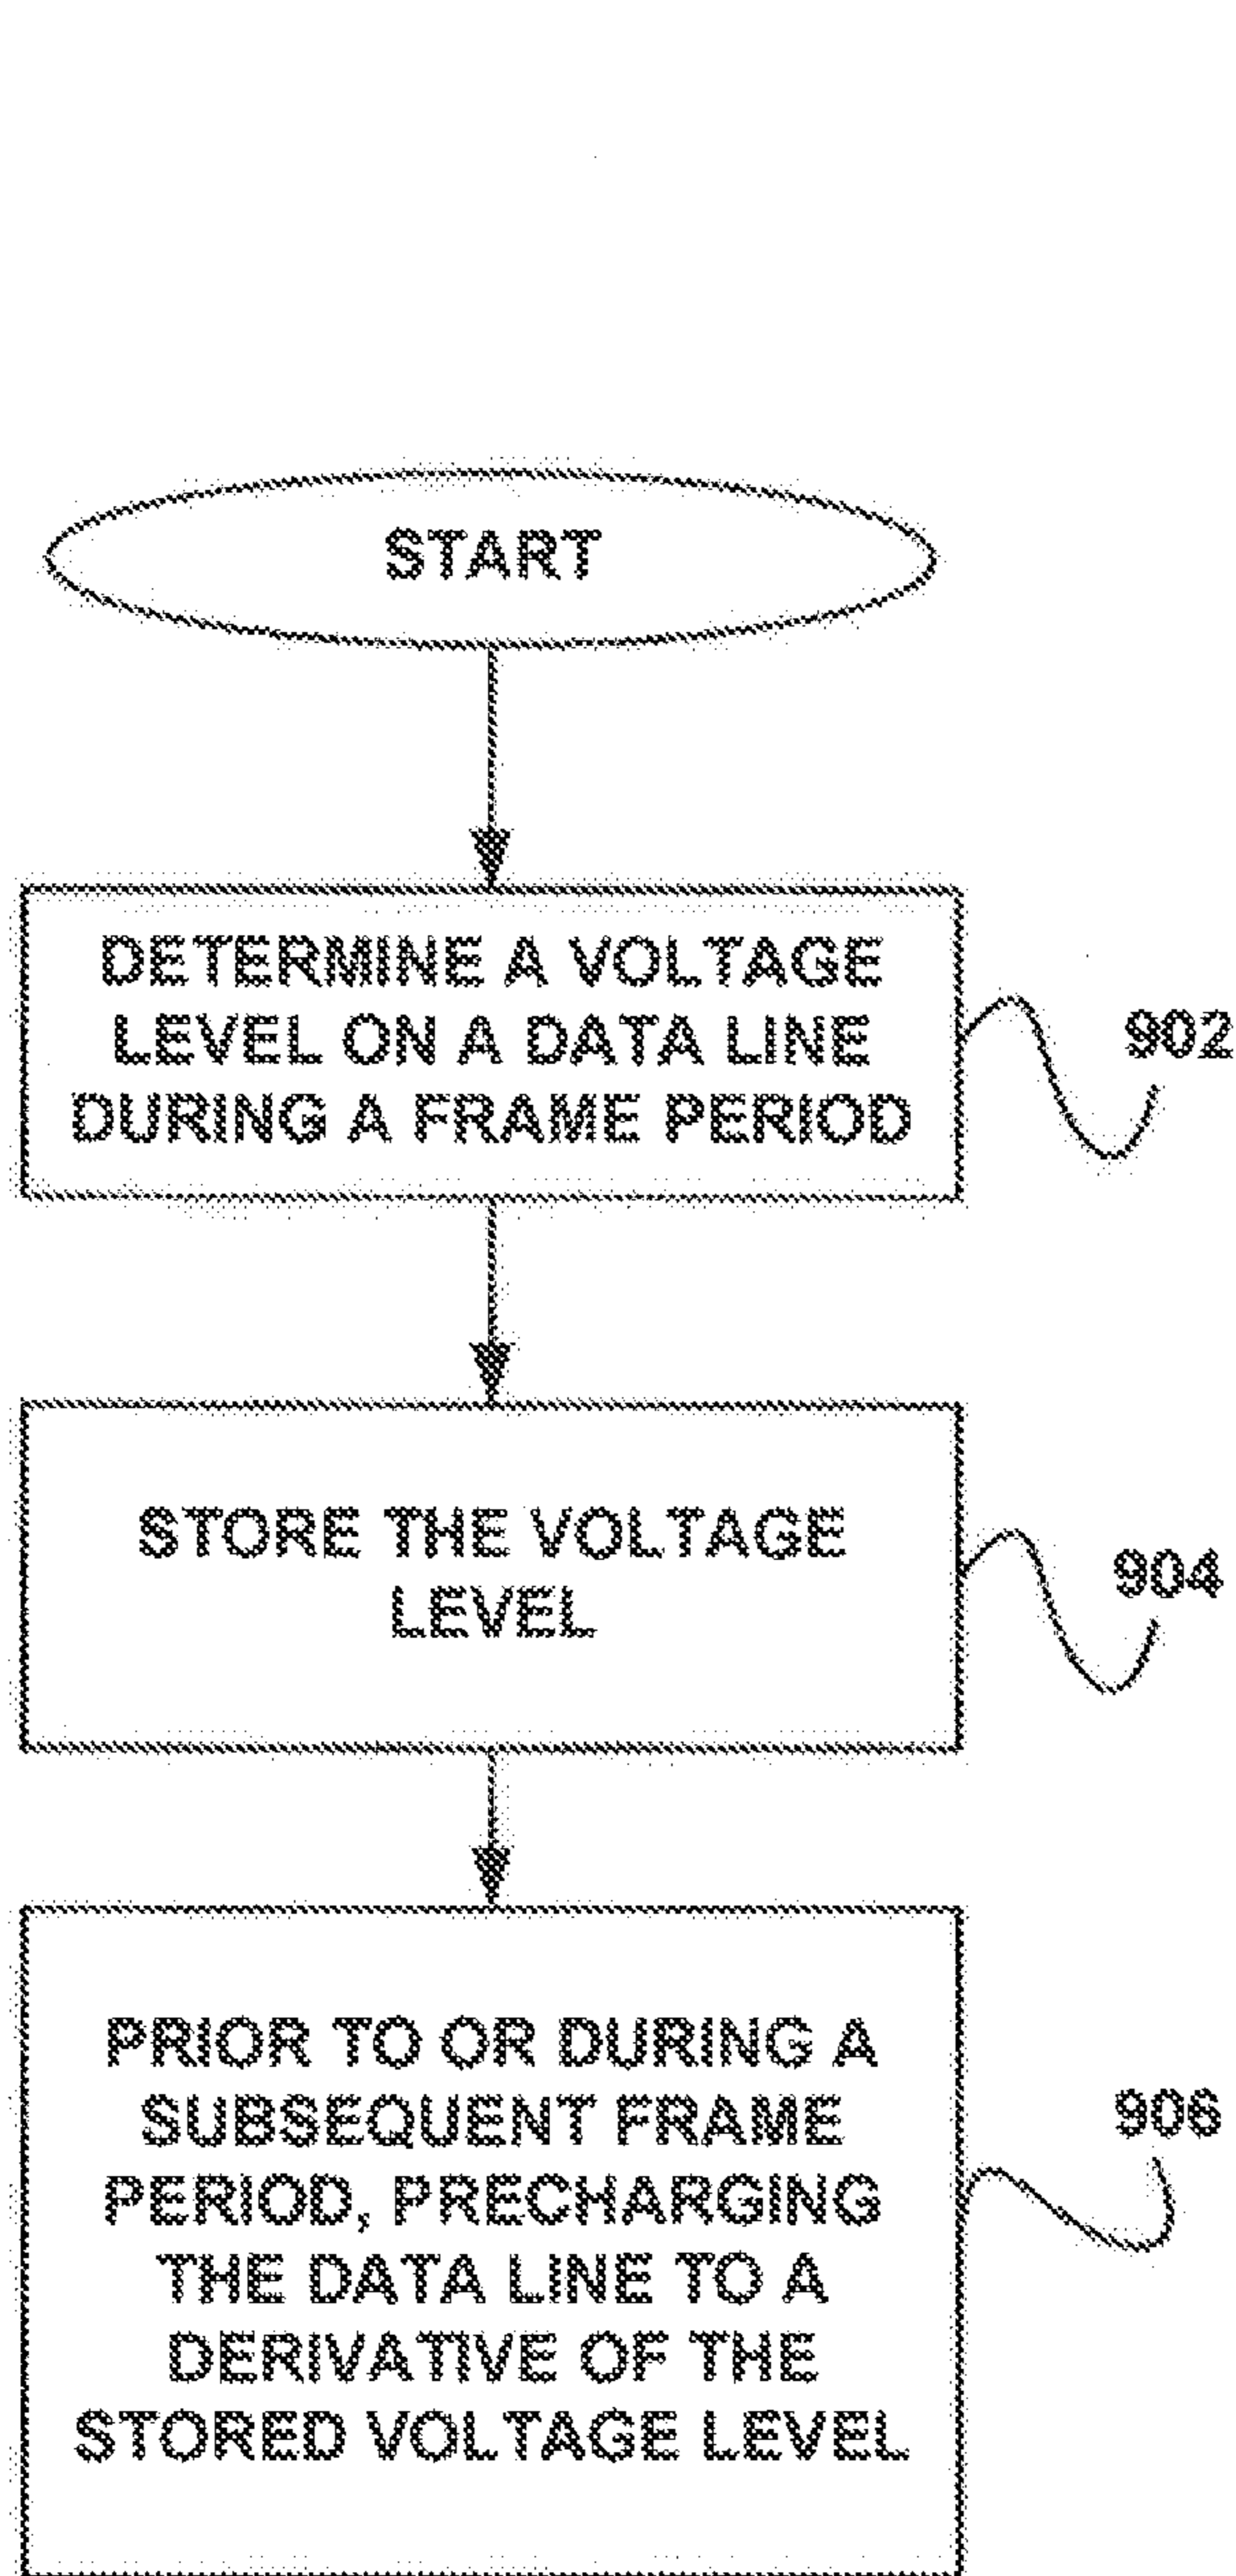 START
DETERMINE A VOLTAGE
LEVEL ON A DATA LINE
DURING A FRAME PERIOD
902
STORE THE VOLTAGE
LEVEL
904
PRIOR TO OR DURING A
SUBSEQUENT FRAME
PERIOD, PRECHARGING
THE DATA LINE TO A
DERIVATIVE OF THE
STORED VOLTAGE LEVEL
906